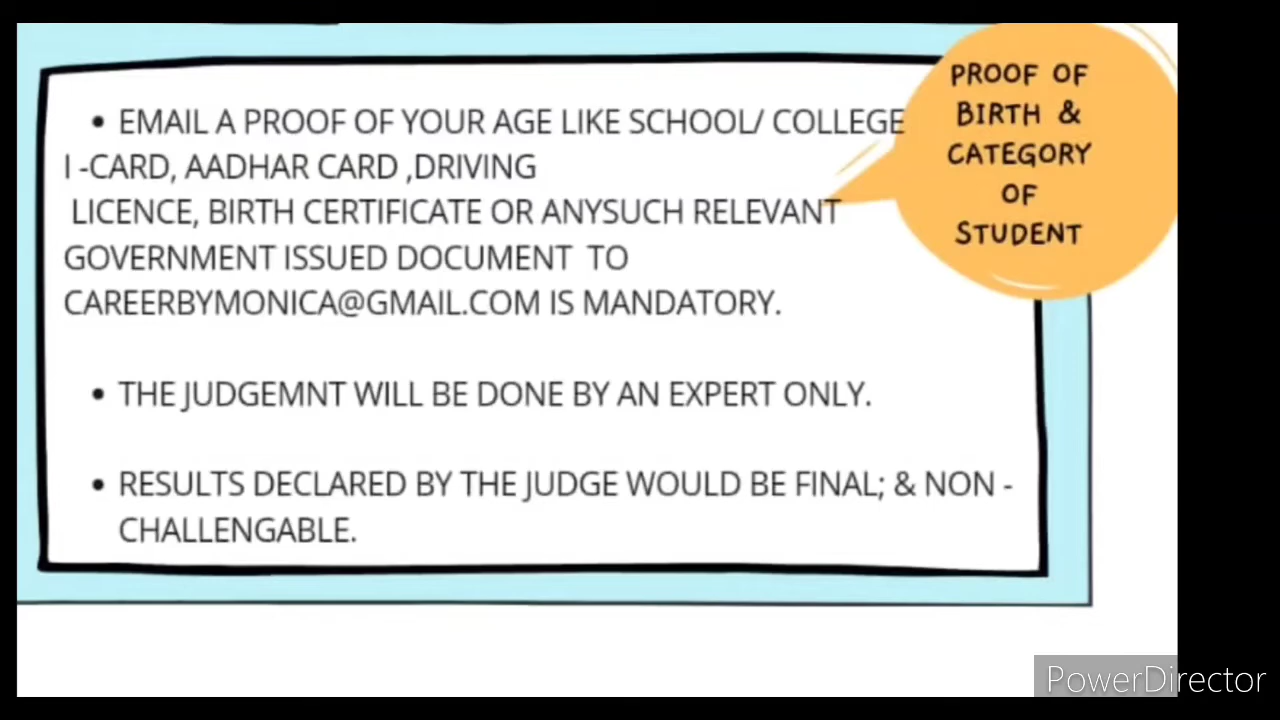 PROOF OF
BIRTH &
CATEGORY
OF
STUDENT
• EMAIL A PROOF OF YOUR AGE LIKE SCHOOL/ COLLEGE
I -CARD, AADHAR CARD ,DRIVING
LICENCE, BIRTH CERTIFICATE OR ANYSUCH RELEVANT
GOVERNMENT ISSUED DOCUMENT TO
CAREERBYMONICA@GMAIL.COM IS MANDATORY.
• THE JUDGEMNT WILL BE DONE BY AN EXPERT ONLY.
• RESULTS DECLARED BY THE JUDGE WOULD BE FINAL; & NON -
CHALLENGABLE.
PowerDirector